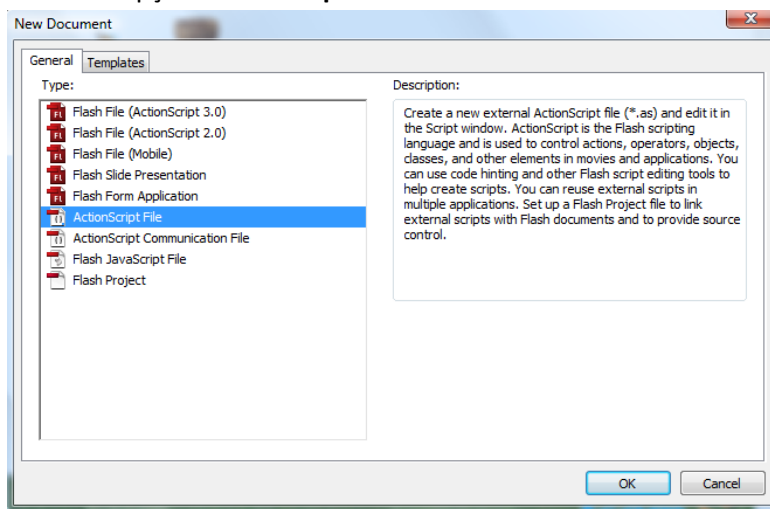 New Document
General
Templates
Type:
Description:
Flash File (ActionScript 3.0)
Flash File (ActionScript 2.0)
Flash File (Mobile)
Flash Slide Presentation
Flash Form Application
ActionScript File
ActionScript Communication File
Flash JavaScript File
Flash Project
Create a new external ActionScript file (*.as) and edit it in
the Script window. ActionScript is the Flash scripting
language and is used to control actions, operators, objects,
classes, and other elements in movies and applications. You
can use code hinting and other Flash script editing tools to
help create scripts. You can reuse external scripts in
multiple applications. Set up a Flash Project file to link
external scripts with Flash documents and to provide source
control.
OK
Cancel